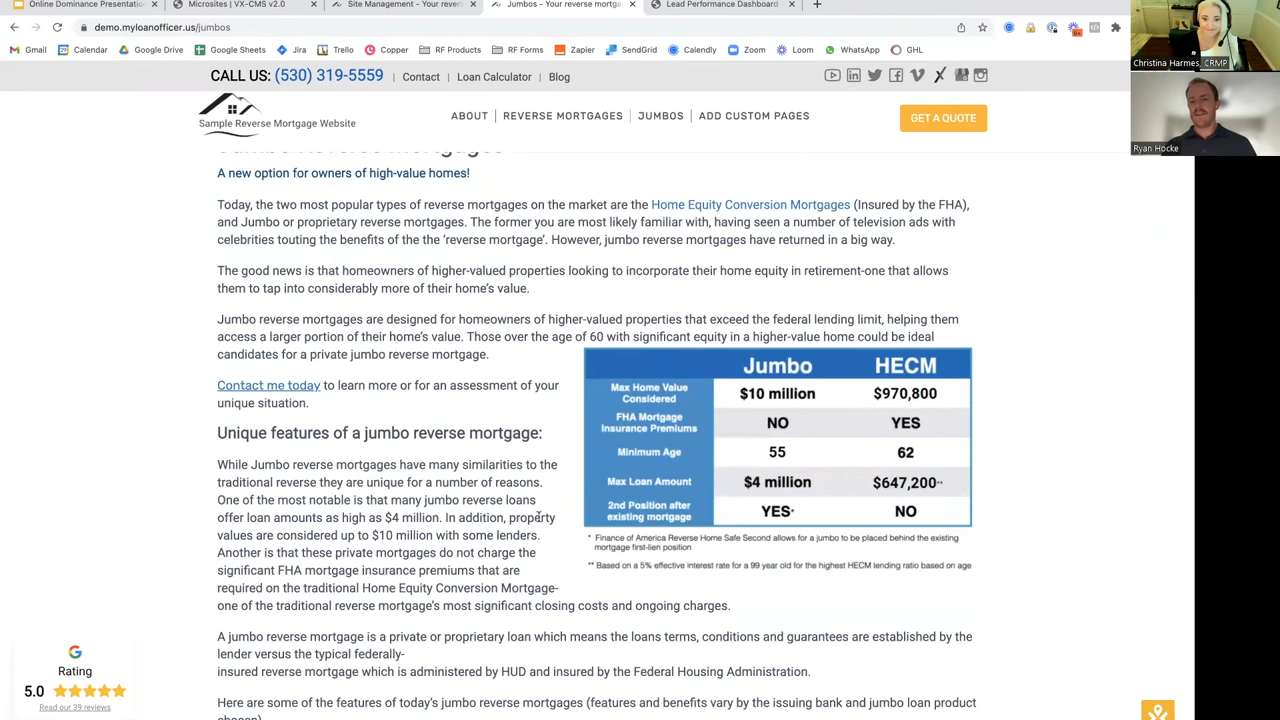 Online Dominance Presentatio
Microsites | VX-CMS v2.0
Site Management - Your rever
Jumbos - Your reverse mortga
Lead Performance Dashboard
demo.myloanofficer.us/jumbos
Gmail
Calendar
Google Drive
Google Sheets
Jira
Trello
Copper
RF Products
RF Forms
Zapier
SendGrid
Calendly
Zoom
Loom
WhatsApp
GHL
Christina Harmes, CRMP
Ryan Hocke
CALL US: (530) 319-5559 | Contact | Loan Calculator | Blog
Sample Reverse Mortgage Website
ABOUT | REVERSE MORTGAGES | JUMBOS | ADD CUSTOM PAGES
GET A QUOTE
Jumbo Reverse Mortgages
A new option for owners of high-value homes!
Today, the two most popular types of reverse mortgages on the market are the Home Equity Conversion Mortgages (Insured by the FHA),
and Jumbo or proprietary reverse mortgages. The former you are most likely familiar with, having seen a number of television ads with
celebrities touting the benefits of the the ‘reverse mortgage’. However, jumbo reverse mortgages have returned in a big way.
The good news is that homeowners of higher-valued properties looking to incorporate their home equity in retirement-one that allows
them to tap into considerably more of their home’s value.
Jumbo reverse mortgages are designed for homeowners of higher-valued properties that exceed the federal lending limit, helping them
access a larger portion of their home’s value. Those over the age of 60 with significant equity in a higher-value home could be ideal
candidates for a private jumbo reverse mortgage.
Contact me today to learn more or for an assessment of your
unique situation.
Unique features of a jumbo reverse mortgage:
While Jumbo reverse mortgages have many similarities to the
traditional reverse they are unique for a number of reasons.
One of the most notable is that many jumbo reverse loans
offer loan amounts as high as $4 million. In addition, property
values are considered up to $10 million with some lenders.
Another is that these private mortgages do not charge the
significant FHA mortgage insurance premiums that are
required on the traditional Home Equity Conversion Mortgage-
one of the traditional reverse mortgage’s most significant closing costs and ongoing charges.
Jumbo HECM
Max Home Value
Considered
$10 million $970,800
FHA Mortgage
Insurance Premiums
NO YES
Minimum Age 55 62
Max Loan Amount $4 million $647,200**
2nd Position after
existing mortgage
YES* NO
* Finance of America Reverse Home Safe Second allows for a jumbo to be placed behind the existing
mortgage first-lien position
** Based on a 5% effective interest rate for a 99 year old for the highest HECM lending ratio based on age
A jumbo reverse mortgage is a private or proprietary loan which means the loans terms, conditions and guarantees are established by the
lender versus the typical federally-
insured reverse mortgage which is administered by HUD and insured by the Federal Housing Administration.
Here are some of the features of today’s jumbo reverse mortgages (features and benefits vary by the issuing bank and jumbo loan product
chosen)
Rating
5.0
Read our 39 reviews